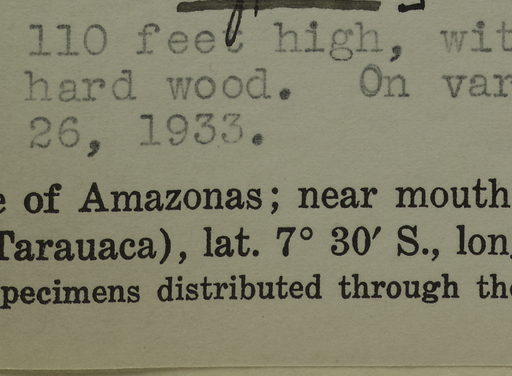 110 feet high, wit
hard wood. On var
26, 1933.
e of Amazonas; near mouth
Tarauaca), lat. 7° 30′ S., lon
pecimens distributed through the